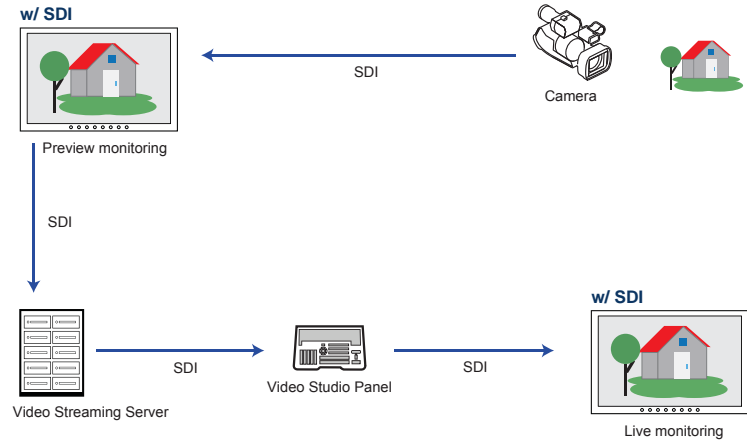 w/ SDI
SDI
Camera
Preview monitoring
SDI
w/ SDI
SDI
SDI
Video Streaming Server
Video Studio Panel
Live monitoring